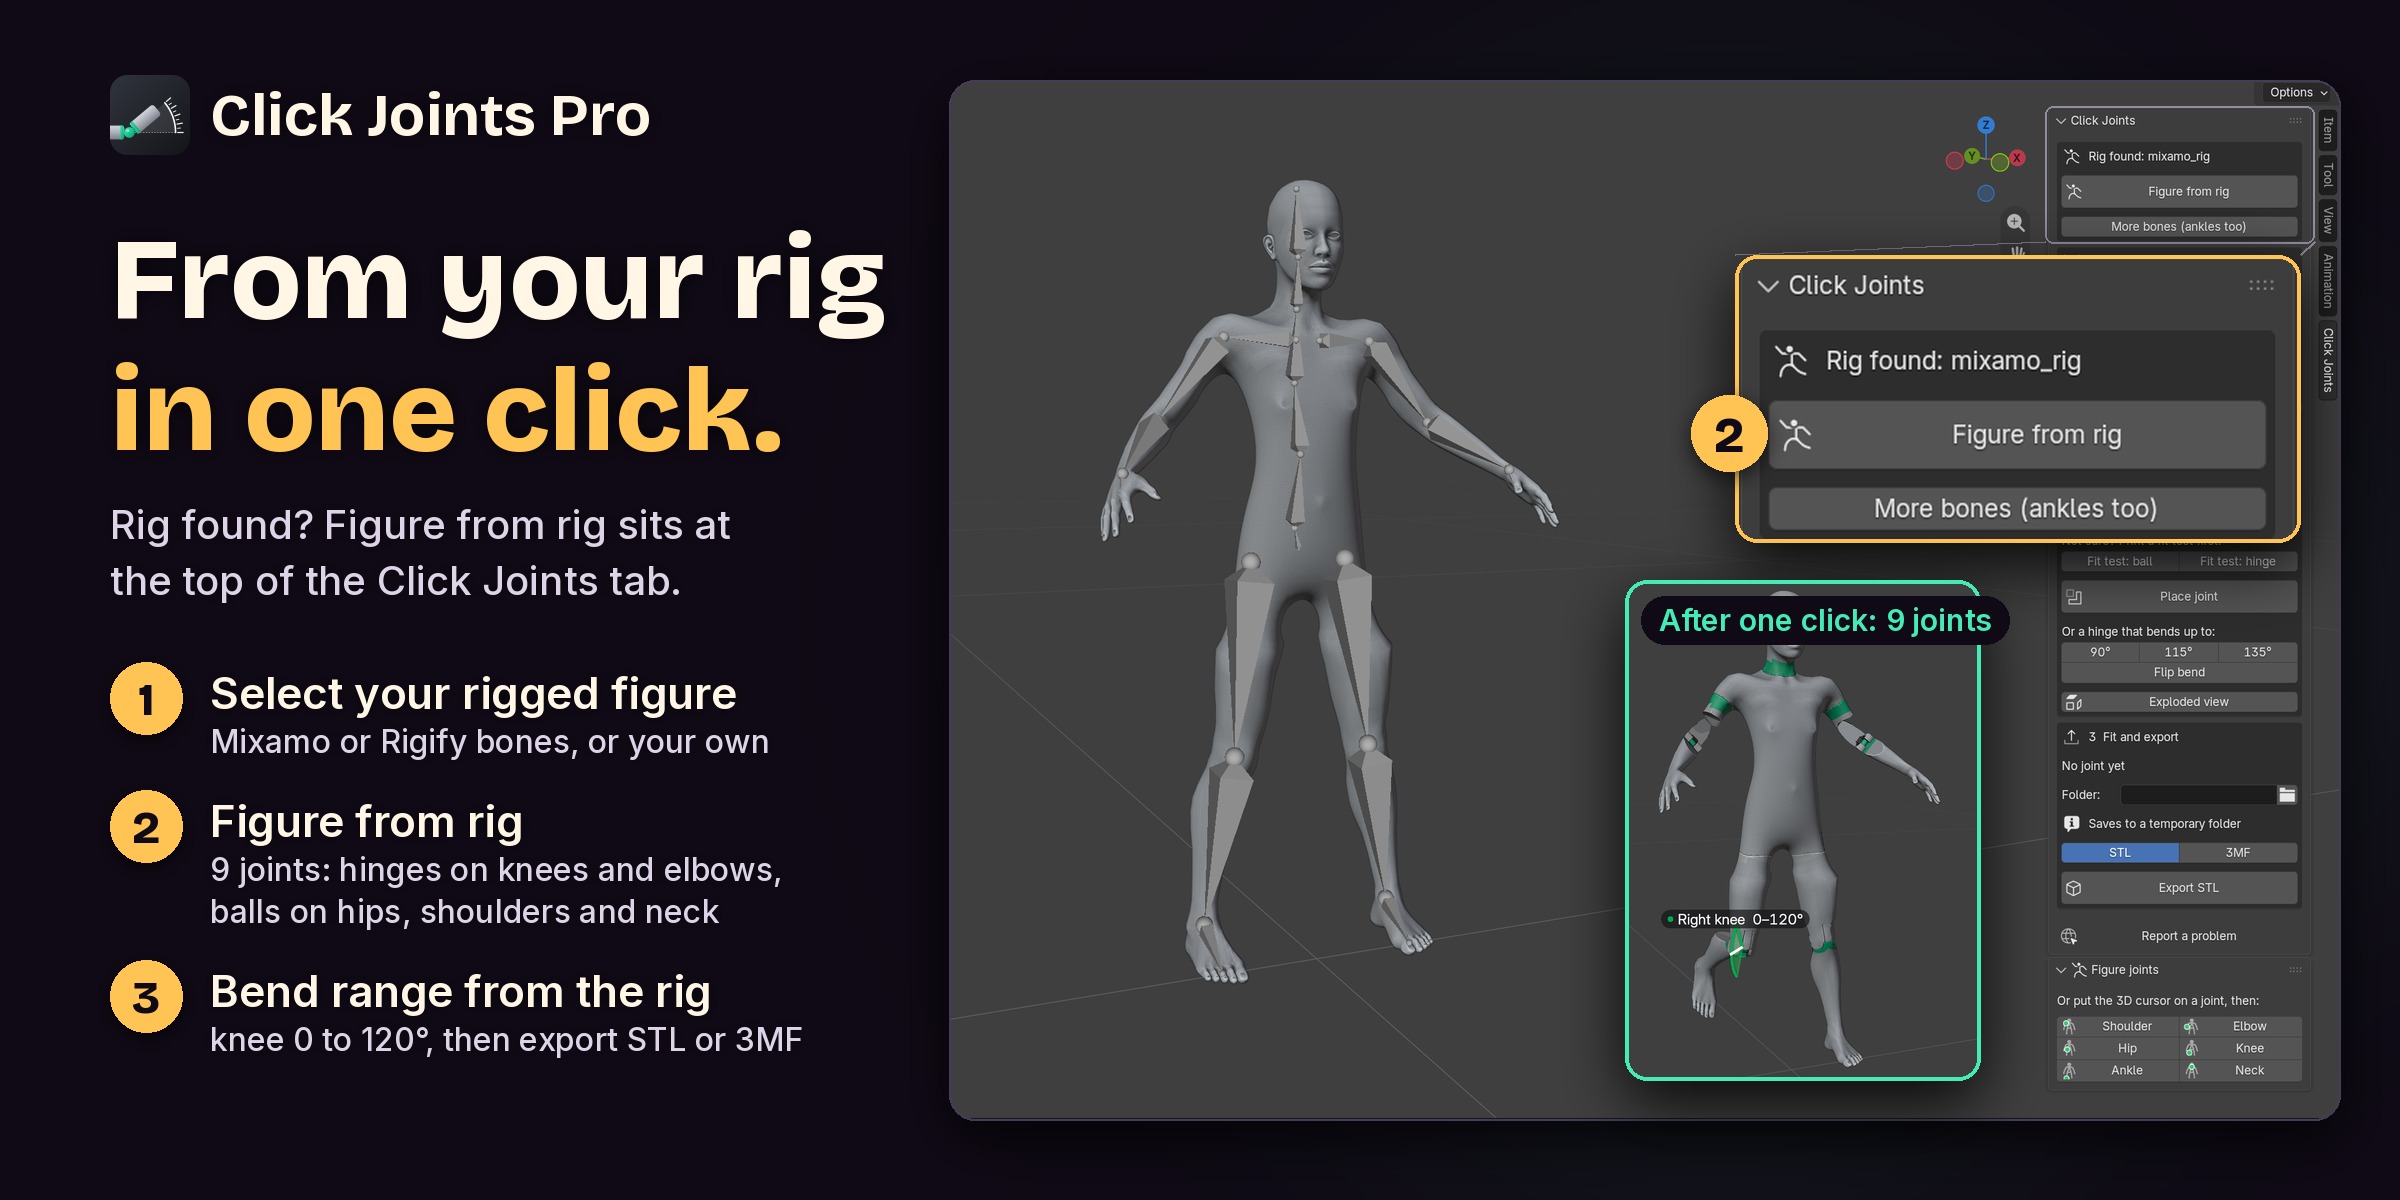 Click Joints Pro
From your rig
in one click.
Rig found? Figure from rig sits at
the top of the Click Joints tab.
1
Select your rigged figure
Mixamo or Rigify bones, or your own
2
Figure from rig
9 joints: hinges on knees and elbows,
balls on hips, shoulders and neck
3
Bend range from the rig
knee 0 to 120°, then export STL or 3MF
Options
Click Joints
Rig found: mixamo_rig
Figure from rig
More bones (ankles too)
Z
Y
X
Item
Tool
View
Animation
Click Joints
Click Joints
Rig found: mixamo_rig
2
Figure from rig
More bones (ankles too)
Fit test: ball
Fit test: hinge
Place joint
Or a hinge that bends up to:
90° 115° 135°
Flip bend
Exploded view
3 Fit and export
No joint yet
Folder:
Saves to a temporary folder
STL 3MF
Export STL
Report a problem
Figure joints
Or put the 3D cursor on a joint, then:
Shoulder Elbow
Hip Knee
Ankle Neck
After one click: 9 joints
Right knee 0–120°